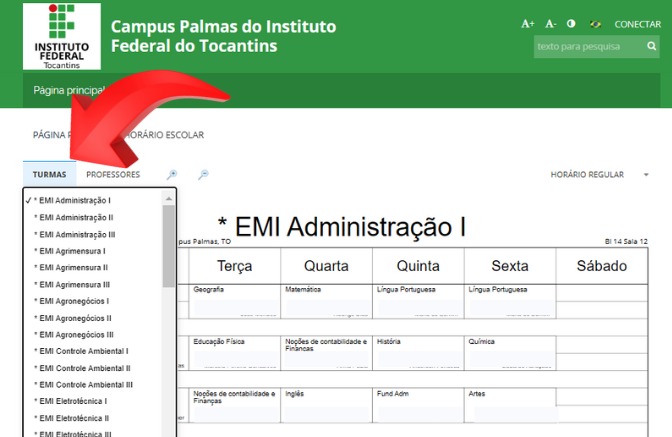 INSTITUTO
FEDERAL
Tocantins
Campus Palmas do Instituto
Federal do Tocantins
A+ A- CONECTAR
texto para pesquisa
Página principal
PÁGINA HORÁRIO ESCOLAR
TURMAS PROFESSORES HORÁRIO REGULAR
✓ * EMI Administração I
* EMI Administração II
* EMI Administração III
* EMI Agrimensura I
* EMI Agrimensura II
* EMI Agrimensura III
* EMI Agronegócios I
* EMI Agronegócios II
* EMI Agronegócios III
* EMI Controle Ambiental I
* EMI Controle Ambiental II
* EMI Controle Ambiental III
* EMI Eletrotécnica I
* EMI Eletrotécnica II
* EMI Eletrotécnica III
* EMI Administração I
pus Palmas, TO BI 14 Sala 12
Terça Quarta Quinta Sexta Sábado
Geografia Matemática Língua Portuguesa Língua Portuguesa
Educação Física Noções de contabilidade e Finanças História Química
Noções de contabilidade e Finanças Inglês Fund Adm Artes